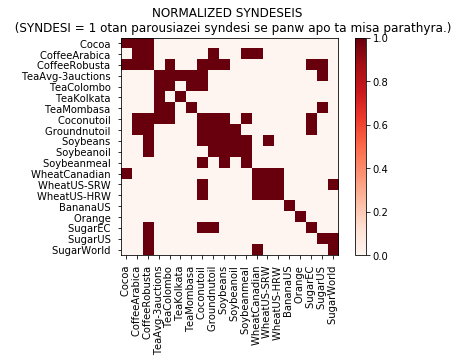 NORMALIZED SYNDESEIS
(SYNDESI = 1 otan parousiazei syndesi se panw apo ta misa parathyra.)
Cocoa
CoffeeArabica
CoffeeRobusta
TeaAvg-3auctions
TeaColombo
TeaKolkata
TeaMombasa
Coconutoil
Groundnutoil
Soybeans
Soybeanoil
Soybeanmeal
WheatCanadian
WheatUS-SRW
WheatUS-HRW
BananaUS
Orange
SugarEC
SugarUS
SugarWorld
1.0
0.8
0.6
0.4
0.2
0.0
Cocoa
CoffeeArabica
CoffeeRobusta
TeaAvg-3auctions
TeaColombo
TeaKolkata
TeaMombasa
Coconutoil
Groundnutoil
Soybeans
Soybeanoil
Soybeanmeal
WheatCanadian
WheatUS-SRW
WheatUS-HRW
BananaUS
Orange
SugarEC
SugarUS
SugarWorld